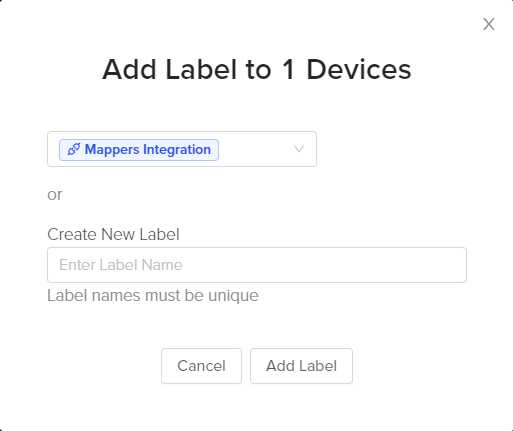 X
Add Label to 1 Devices
Mappers Integration
or
Create New Label
Enter Label Name
Label names must be unique
Cancel
Add Label